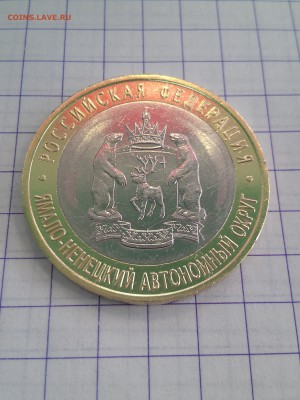 COINS.LAVE.RU
РОССИЙСКАЯ ФЕДЕРАЦИЯ
ЯМАЛО-НЕНЕЦКИЙ АВТОНОМНЫЙ ОКРУГ